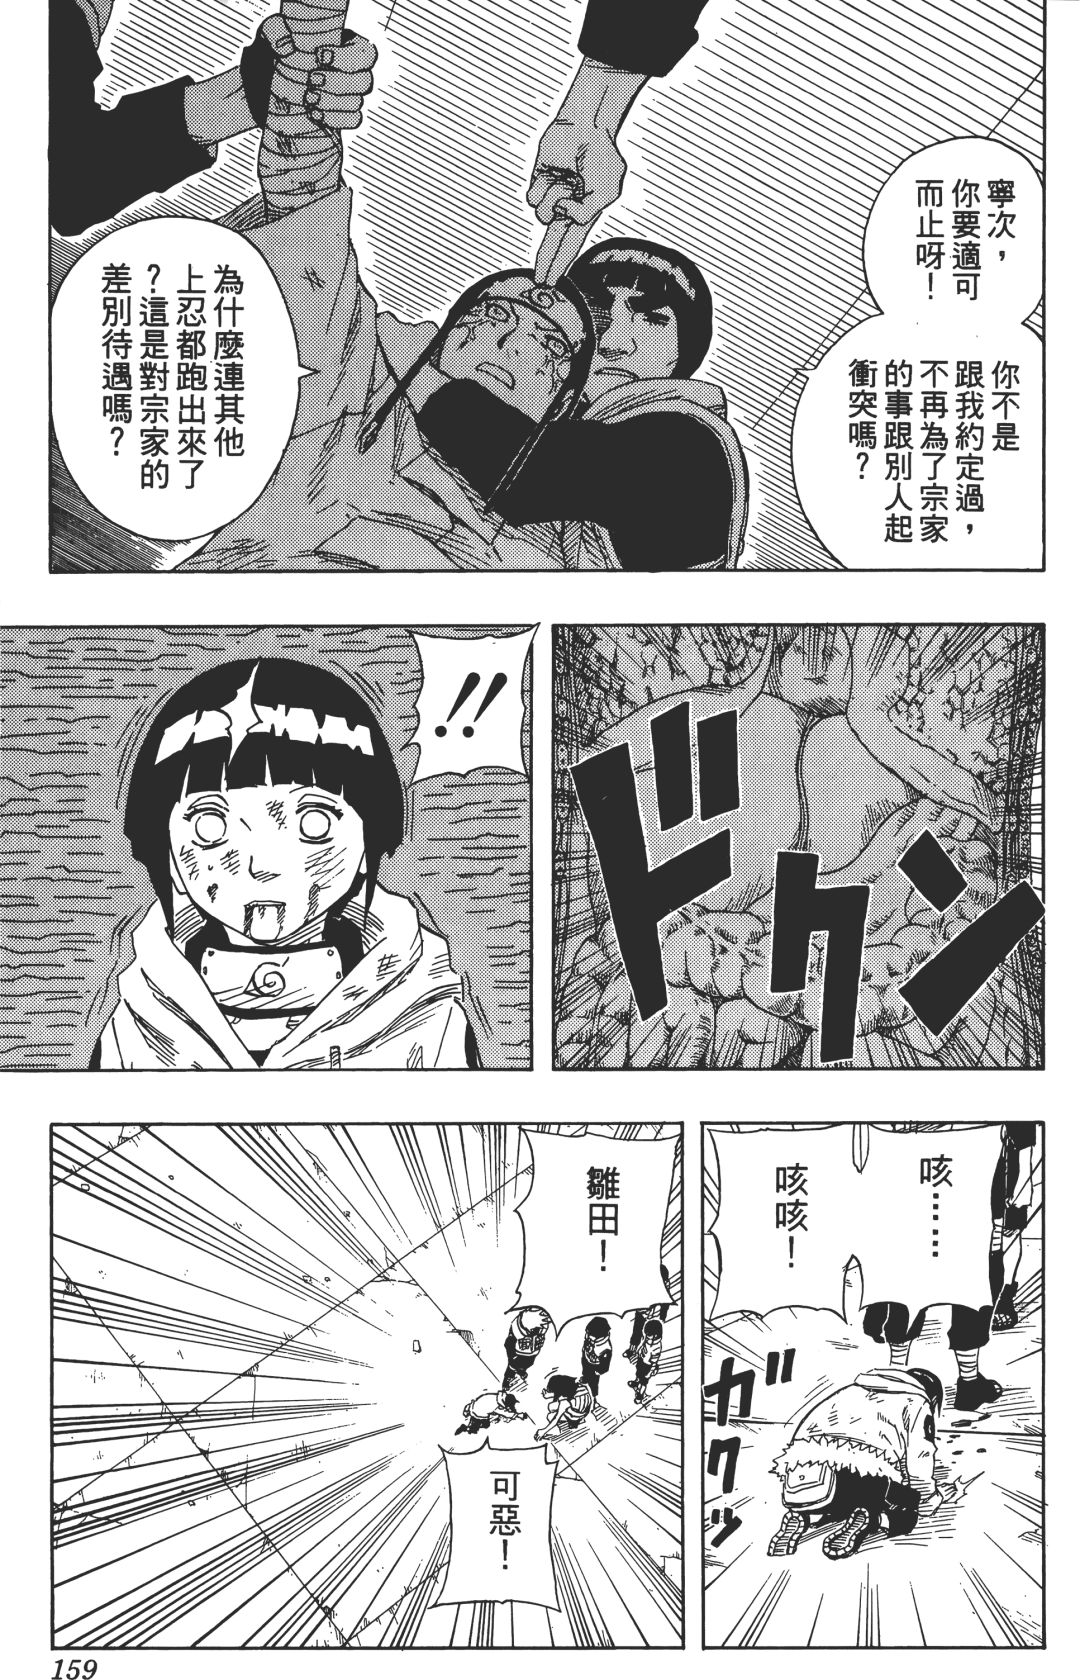 寧次，
你要適可
而止呀！
你不是
跟我約定過，
不再為了宗家
的事跟別人起
衝突嗎？
為什麼連其他
上忍都跑出來了
？這是對宗家的
差別待遇嗎？
ドクン
!!
咳……
咳咳！
ガクッ
雛田！
可惡！
159